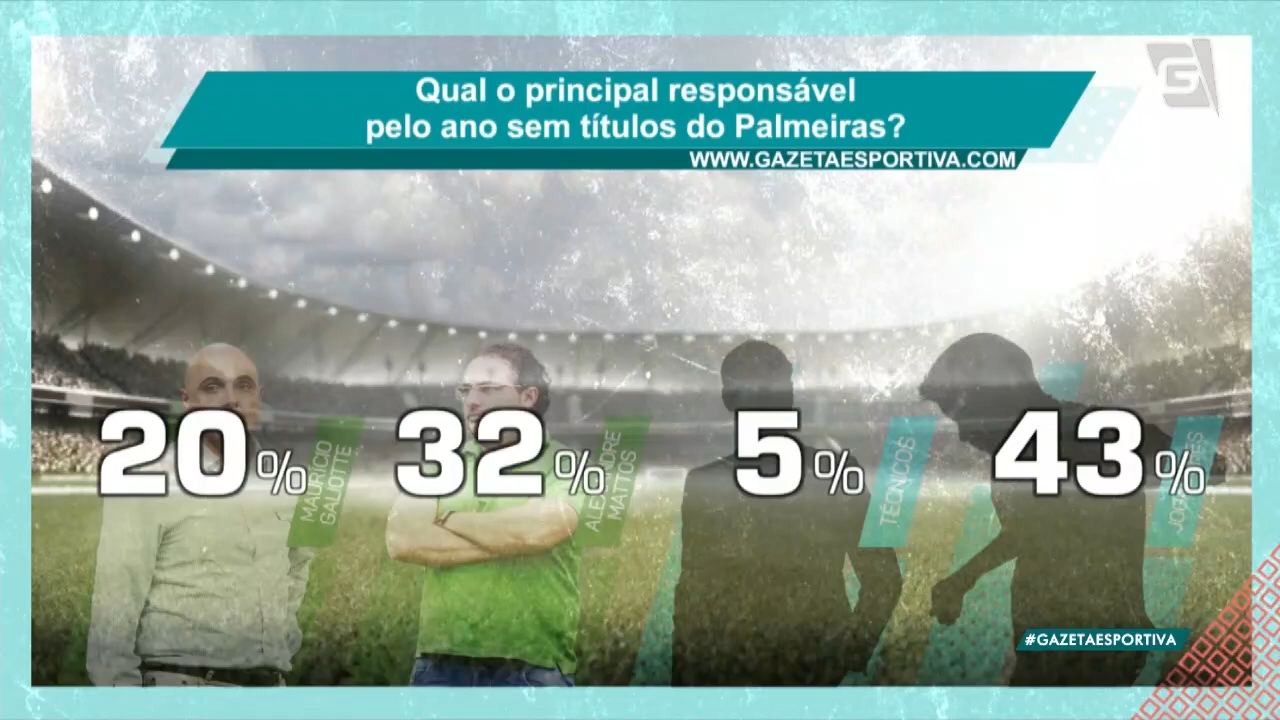 Qual o principal responsável
pelo ano sem títulos do Palmeiras?
WWW.GAZETAESPORTIVA.COM
20%
MAURÍCIO
GALIOTTE
32%
MATTOS
5%
TÉCNICOS
43%
#GAZETAESPORTIVA